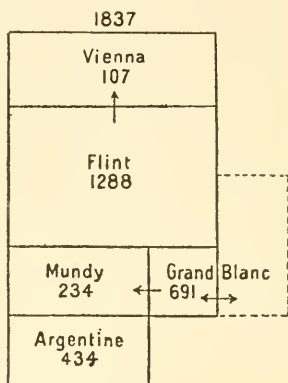 1837
Vienna
107
Flint
1288
Mundy
234
Grand Blanc
691
Argentine
434